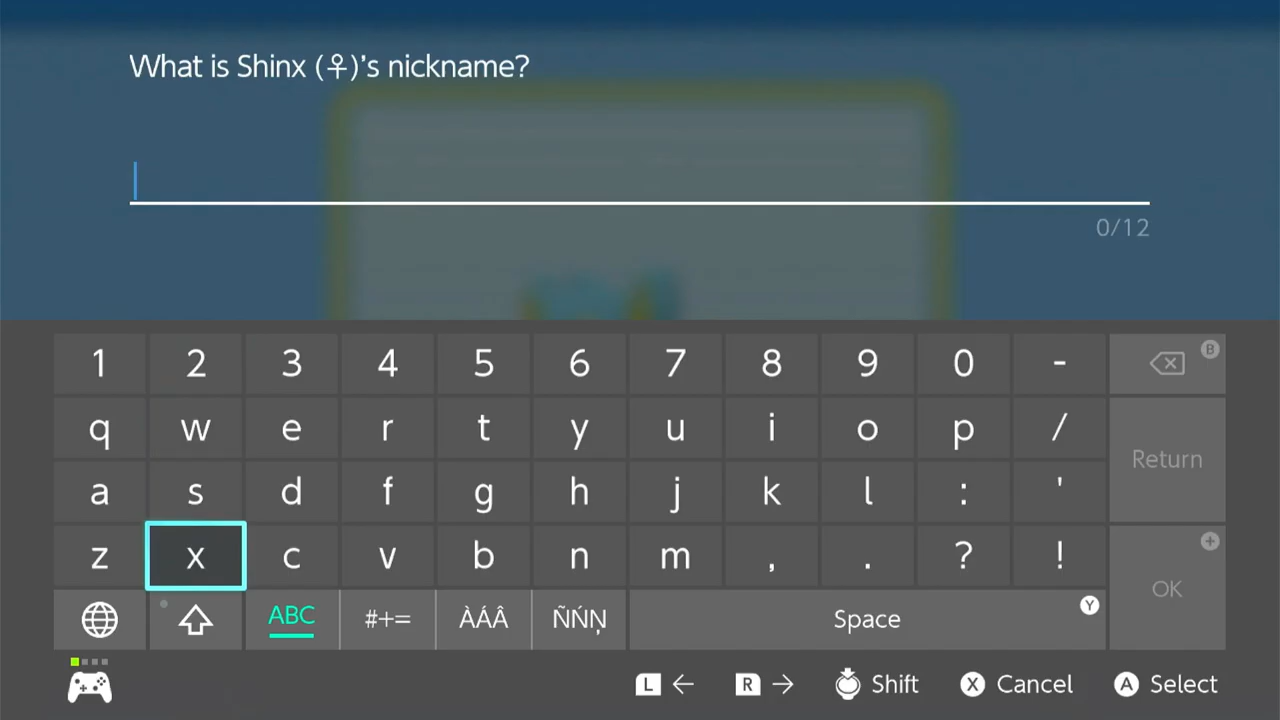 What is Shinx (♀)'s nickname?
0/12
1 2 3 4 5 6 7 8 9 0 -
q w e r t y u i o p /
Return
a s d f g h j k l : '
z x c v b n m , . ? !
OK
ABC #+= ÀÁÂ ÑŃŅ Space
L ← R → Shift X Cancel A Select
B
+
Y